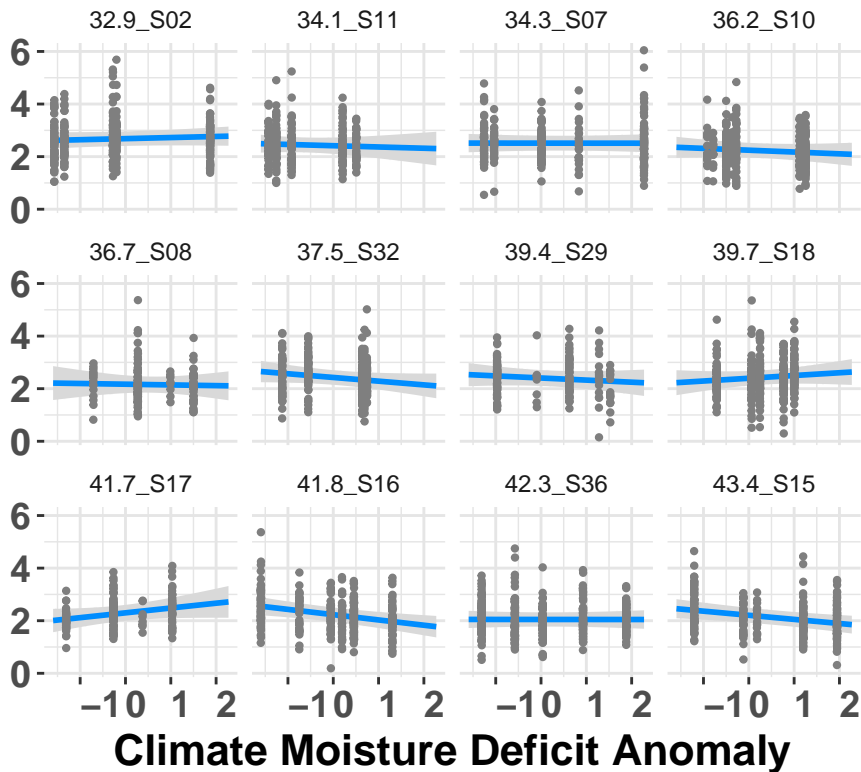 32.9_S02 34.1_S11 34.3_S07 36.2_S10
6
4
2
0
36.7_S08 37.5_S32 39.4_S29 39.7_S18
6
4
2
0
41.7_S17 41.8_S16 42.3_S36 43.4_S15
6
4
2
0
−10 1 2 −10 1 2 −10 1 2 −10 1 2
Climate Moisture Deficit Anomaly